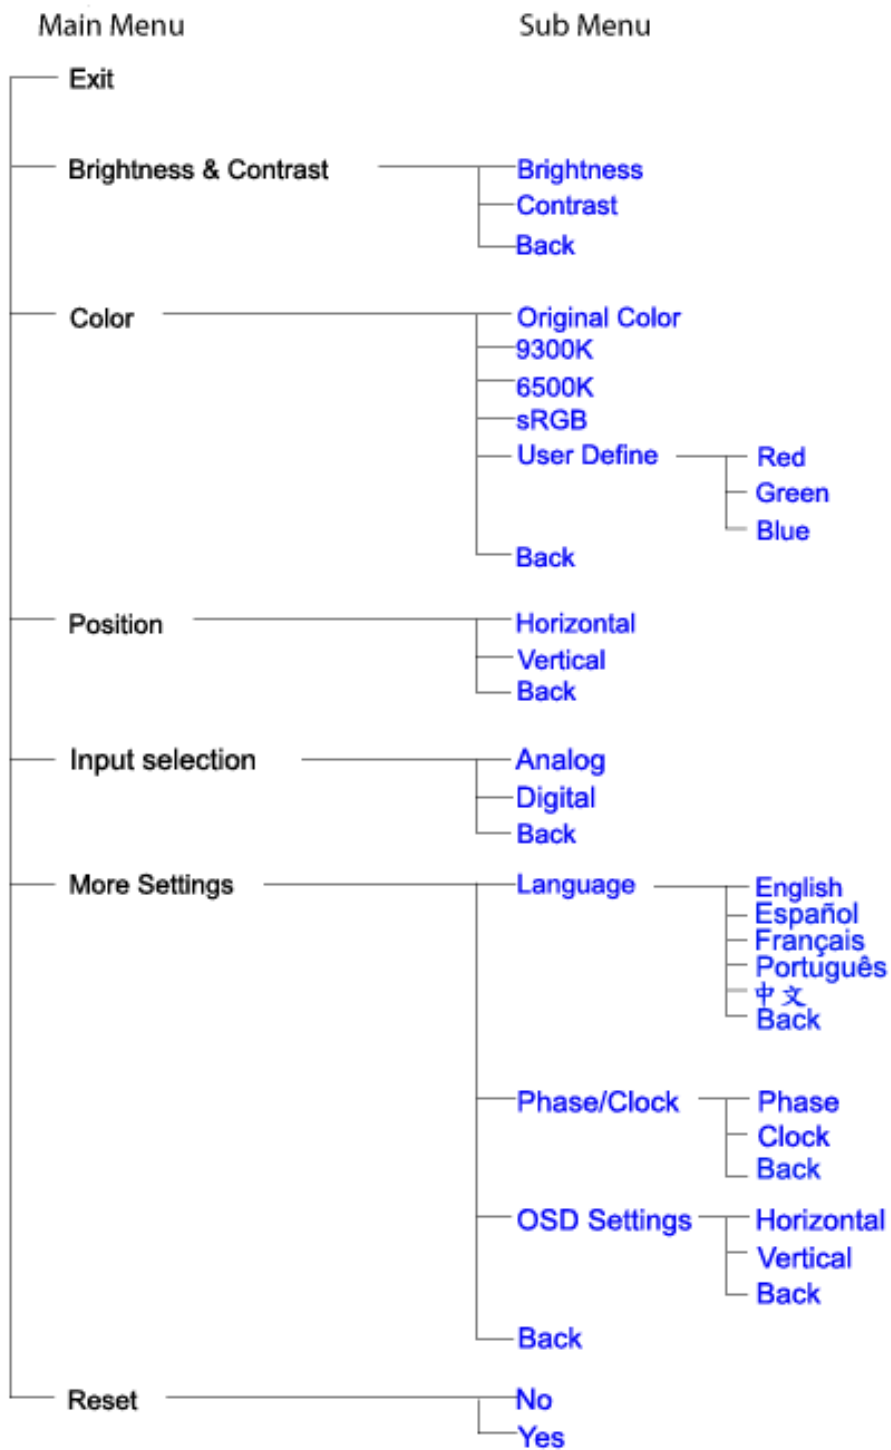 Main Menu Sub Menu
Exit
Brightness & Contrast Brightness
Contrast
Back
Color Original Color
9300K
6500K
sRGB
User Define Red
Green
Blue
Back
Position Horizontal
Vertical
Back
Input selection Analog
Digital
Back
More Settings Language English
Español
Français
Português
中文
Back
Phase/Clock Phase
Clock
Back
OSD Settings Horizontal
Vertical
Back
Back
Reset No
Yes